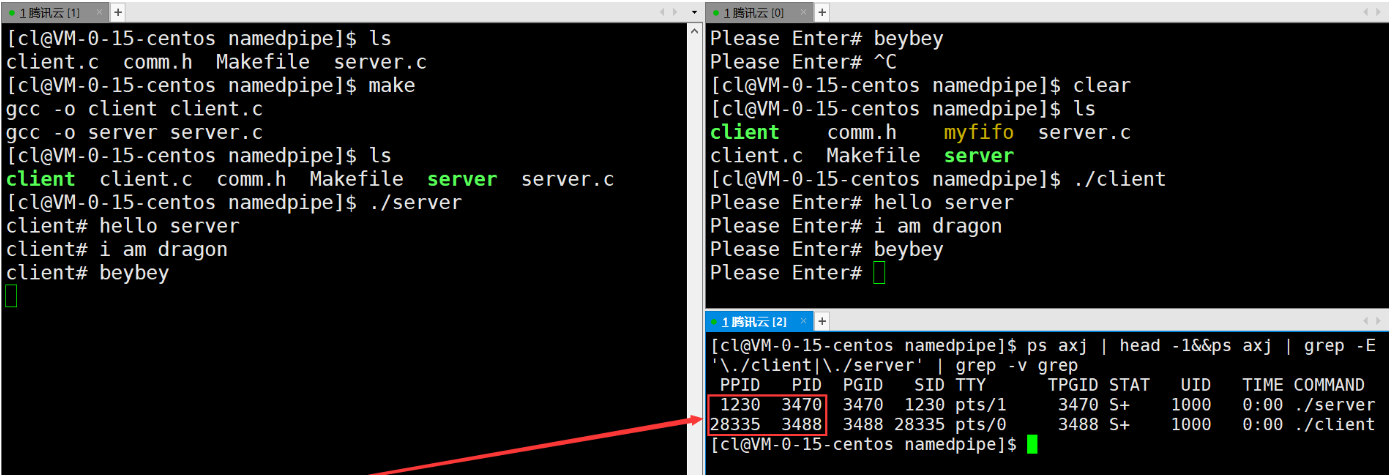 1 腾讯云 [1] × +
[cl@VM-0-15-centos namedpipe]$ ls
client.c  comm.h  Makefile  server.c
[cl@VM-0-15-centos namedpipe]$ make
gcc -o client client.c
gcc -o server server.c
[cl@VM-0-15-centos namedpipe]$ ls
client  client.c  comm.h  Makefile  server  server.c
[cl@VM-0-15-centos namedpipe]$ ./server
client# hello server
client# i am dragon
client# beybey
1 腾讯云 [0] × +
Please Enter# beybey
Please Enter# ^C
[cl@VM-0-15-centos namedpipe]$ clear
[cl@VM-0-15-centos namedpipe]$ ls
client    comm.h    myfifo  server.c
client.c  Makefile  server
[cl@VM-0-15-centos namedpipe]$ ./client
Please Enter# hello server
Please Enter# i am dragon
Please Enter# beybey
Please Enter#
1 腾讯云 [2] × +
[cl@VM-0-15-centos namedpipe]$ ps axj | head -1&&ps axj | grep -E
'\./client|\./server' | grep -v grep
PPID   PID  PGID   SID TTY      TPGID STAT   UID   TIME COMMAND
1230  3470  3470  1230 pts/1     3470 S+    1000   0:00 ./server
28335  3488  3488 28335 pts/0     3488 S+    1000   0:00 ./client
[cl@VM-0-15-centos namedpipe]$